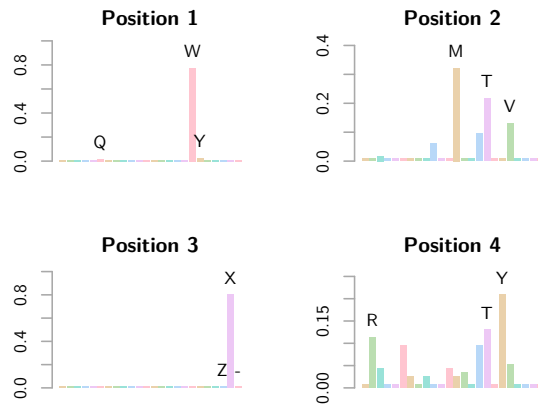 Position 1
0.0 0.4 0.8
Q W Y
Position 2
0.0 0.2 0.4
M T V
Position 3
0.0 0.4 0.8
X
Z -
Position 4
0.00 0.15
R T Y